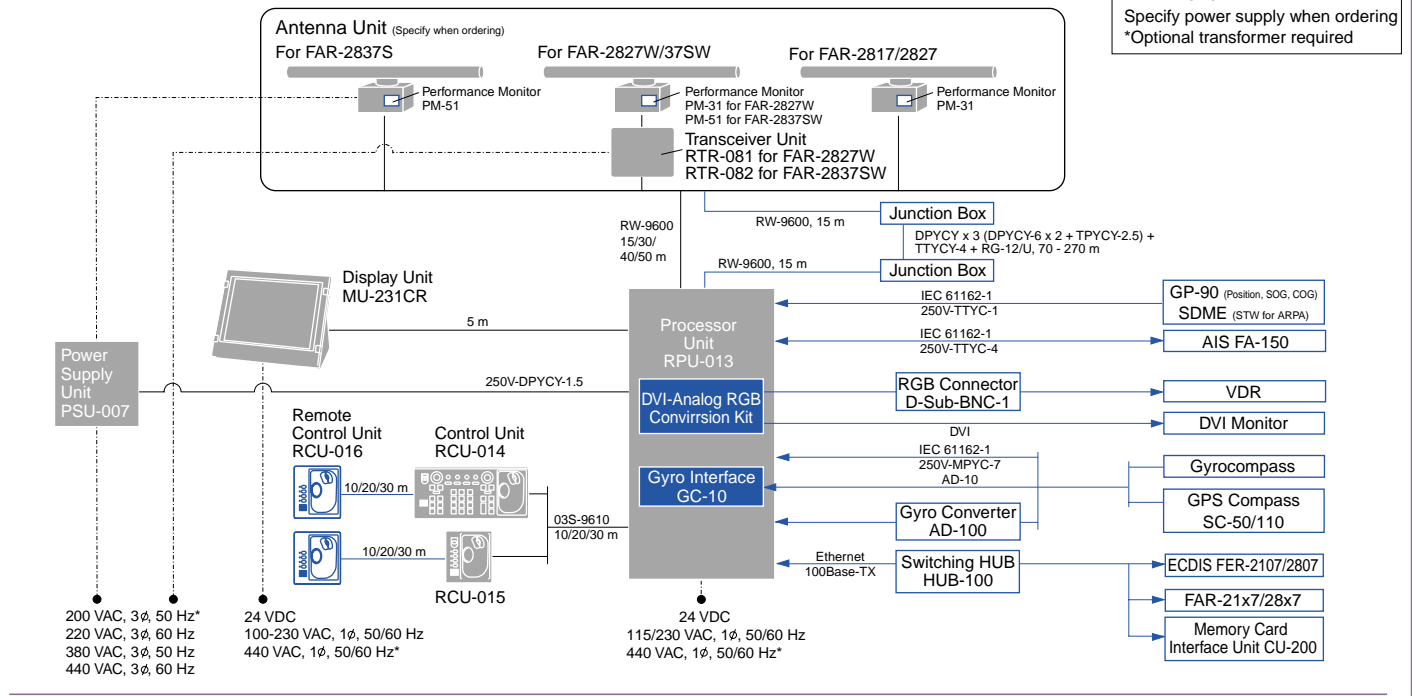 Specify power supply when ordering
*Optional transformer required
Antenna Unit (Specify when ordering)
For FAR-2837S
For FAR-2827W/37SW
For FAR-2817/2827
Performance Monitor
PM-51
Performance Monitor
PM-31 for FAR-2827W
PM-51 for FAR-2837SW
Performance Monitor
PM-31
Transceiver Unit
RTR-081 for FAR-2827W
RTR-082 for FAR-2837SW
RW-9600
15/30/
40/50 m
RW-9600, 15 m
Junction Box
DPYCY x 3 (DPYCY-6 x 2 + TPYCY-2.5) +
TTYCY-4 + RG-12/U, 70 - 270 m
RW-9600, 15 m
Junction Box
Display Unit
MU-231CR
5 m
Power
Supply
Unit
PSU-007
250V-DPYCY-1.5
Processor
Unit
RPU-013
DVI-Analog RGB
Convirrsion Kit
Gyro Interface
GC-10
IEC 61162-1
250V-TTYC-1
GP-90 (Position, SOG, COG)
SDME (STW for ARPA)
IEC 61162-1
250V-TTYC-4
AIS FA-150
RGB Connector
D-Sub-BNC-1
VDR
DVI
DVI Monitor
IEC 61162-1
250V-MPYC-7
AD-10
Gyrocompass
GPS Compass
SC-50/110
Gyro Converter
AD-100
Ethernet
100Base-TX
Switching HUB
HUB-100
ECDIS FER-2107/2807
FAR-21x7/28x7
Memory Card
Interface Unit CU-200
Remote
Control Unit
RCU-016
Control Unit
RCU-014
10/20/30 m
10/20/30 m
RCU-015
03S-9610
10/20/30 m
200 VAC, 3ø, 50 Hz*
220 VAC, 3ø, 60 Hz
380 VAC, 3ø, 50 Hz
440 VAC, 3ø, 60 Hz
24 VDC
100-230 VAC, 1ø, 50/60 Hz
440 VAC, 1ø, 50/60 Hz*
24 VDC
115/230 VAC, 1ø, 50/60 Hz
440 VAC, 1ø, 50/60 Hz*